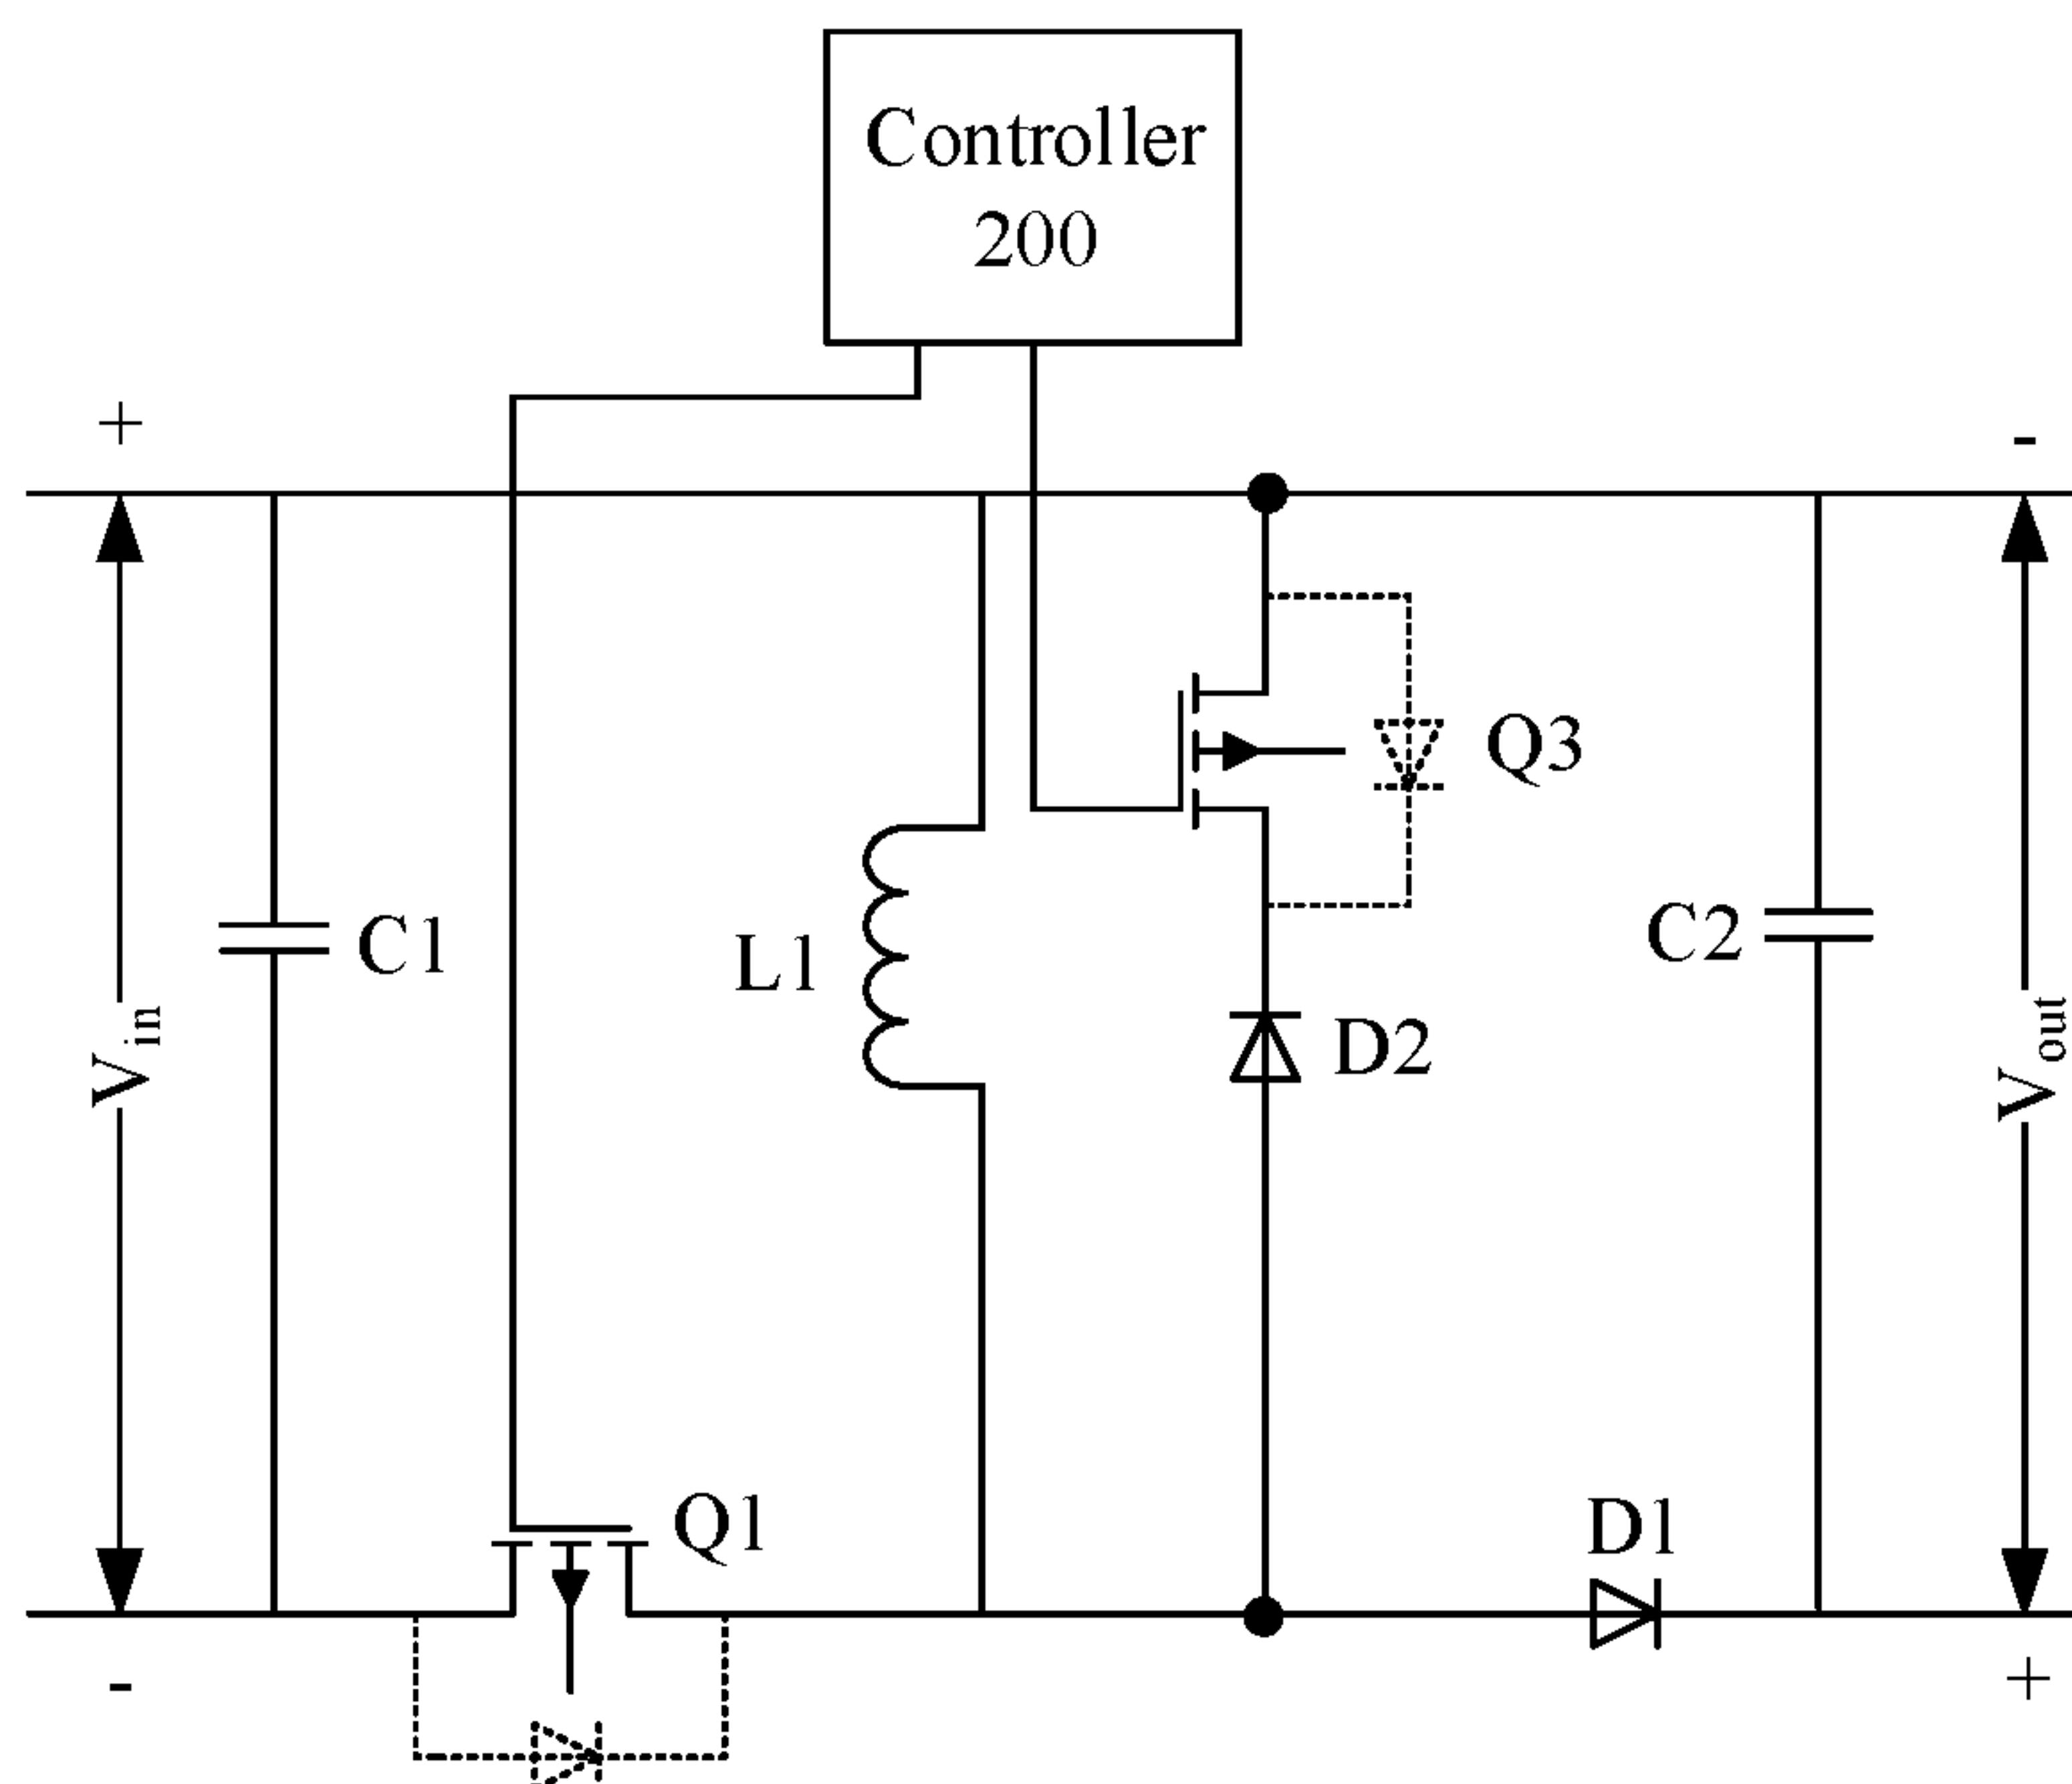 Controller
200
+
-
Q3
C1
L1
C2
D2
Vin
Vout
Q1
D1
-
+